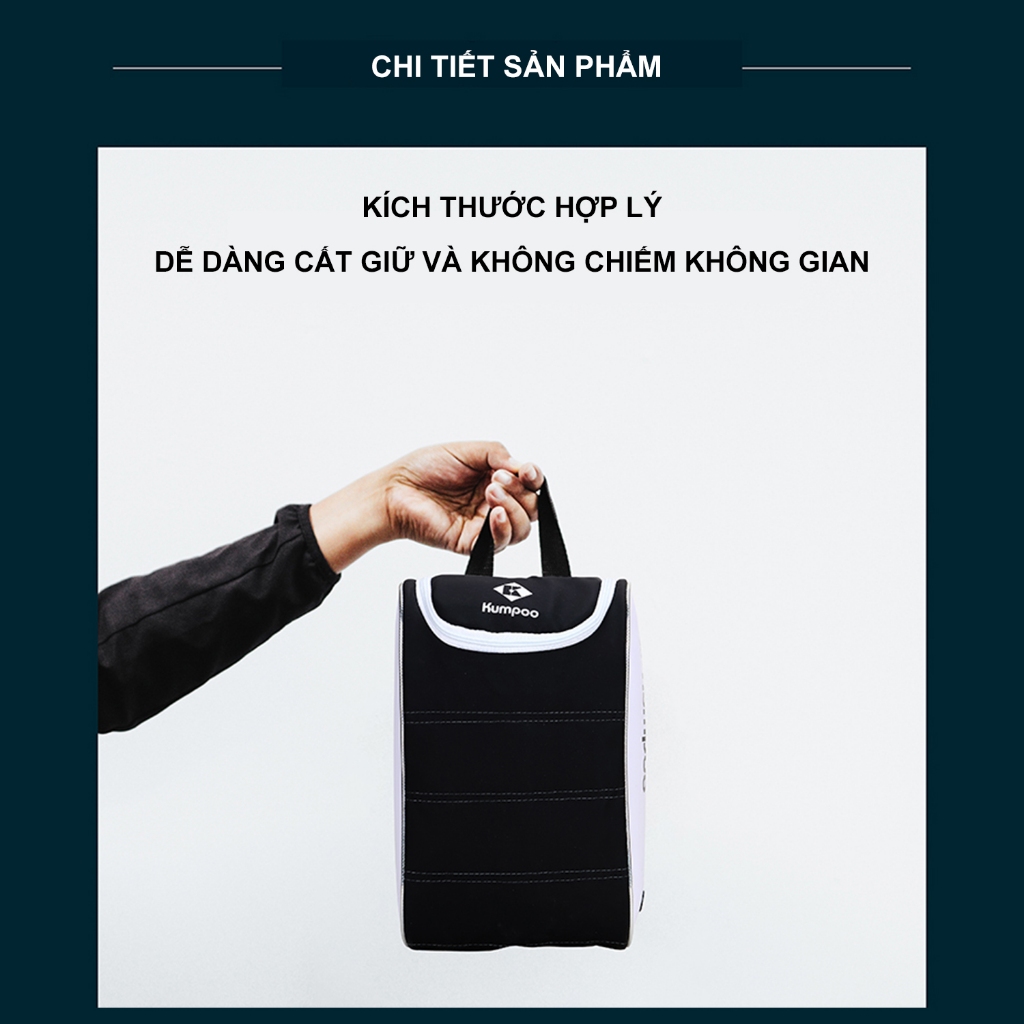 CHI TIẾT SẢN PHẨM
KÍCH THƯỚC HỢP LÝ
DỄ DÀNG CẤT GIỮ VÀ KHÔNG CHIẾM KHÔNG GIAN
Kumpoo